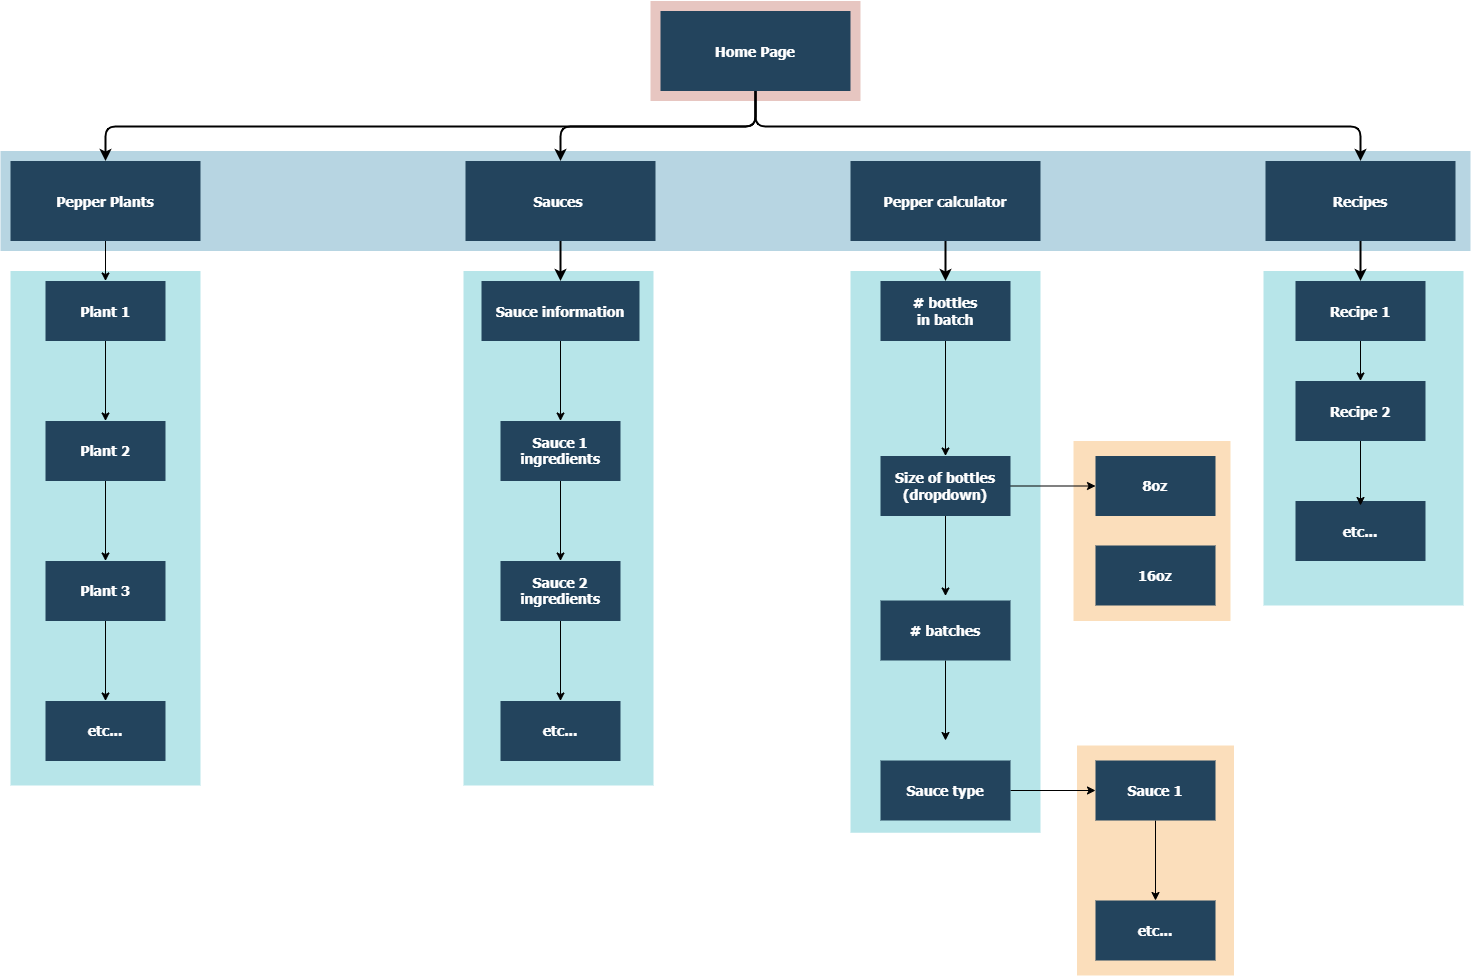 Home Page
Pepper Plants
Sauces
Pepper calculator
Recipes
Plant 1
Plant 2
Plant 3
etc...
Sauce information
Sauce 1
ingredients
Sauce 2
ingredients
etc...
# bottles
in batch
Size of bottles
(dropdown)
8oz
16oz
# batches
Sauce type
Sauce 1
etc...
Recipe 1
Recipe 2
etc...